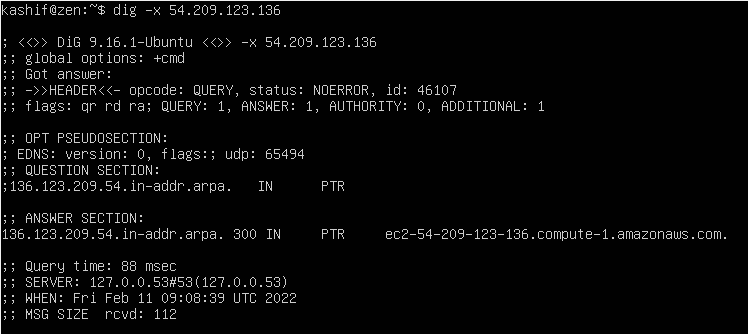 kashif@zen:~$ dig -x 54.209.123.136
; <<>> DiG 9.16.1-Ubuntu <<>> -x 54.209.123.136
;; global options: +cmd
;; Got answer:
;; ->>HEADER<<- opcode: QUERY, status: NOERROR, id: 46107
;; flags: qr rd ra; QUERY: 1, ANSWER: 1, AUTHORITY: 0, ADDITIONAL: 1
;; OPT PSEUDOSECTION:
; EDNS: version: 0, flags:; udp: 65494
;; QUESTION SECTION:
;136.123.209.54.in-addr.arpa. IN PTR
;; ANSWER SECTION:
136.123.209.54.in-addr.arpa. 300 IN PTR ec2-54-209-123-136.compute-1.amazonaws.com.
;; Query time: 88 msec
;; SERVER: 127.0.0.53#53(127.0.0.53)
;; WHEN: Fri Feb 11 09:08:39 UTC 2022
;; MSG SIZE rcvd: 112